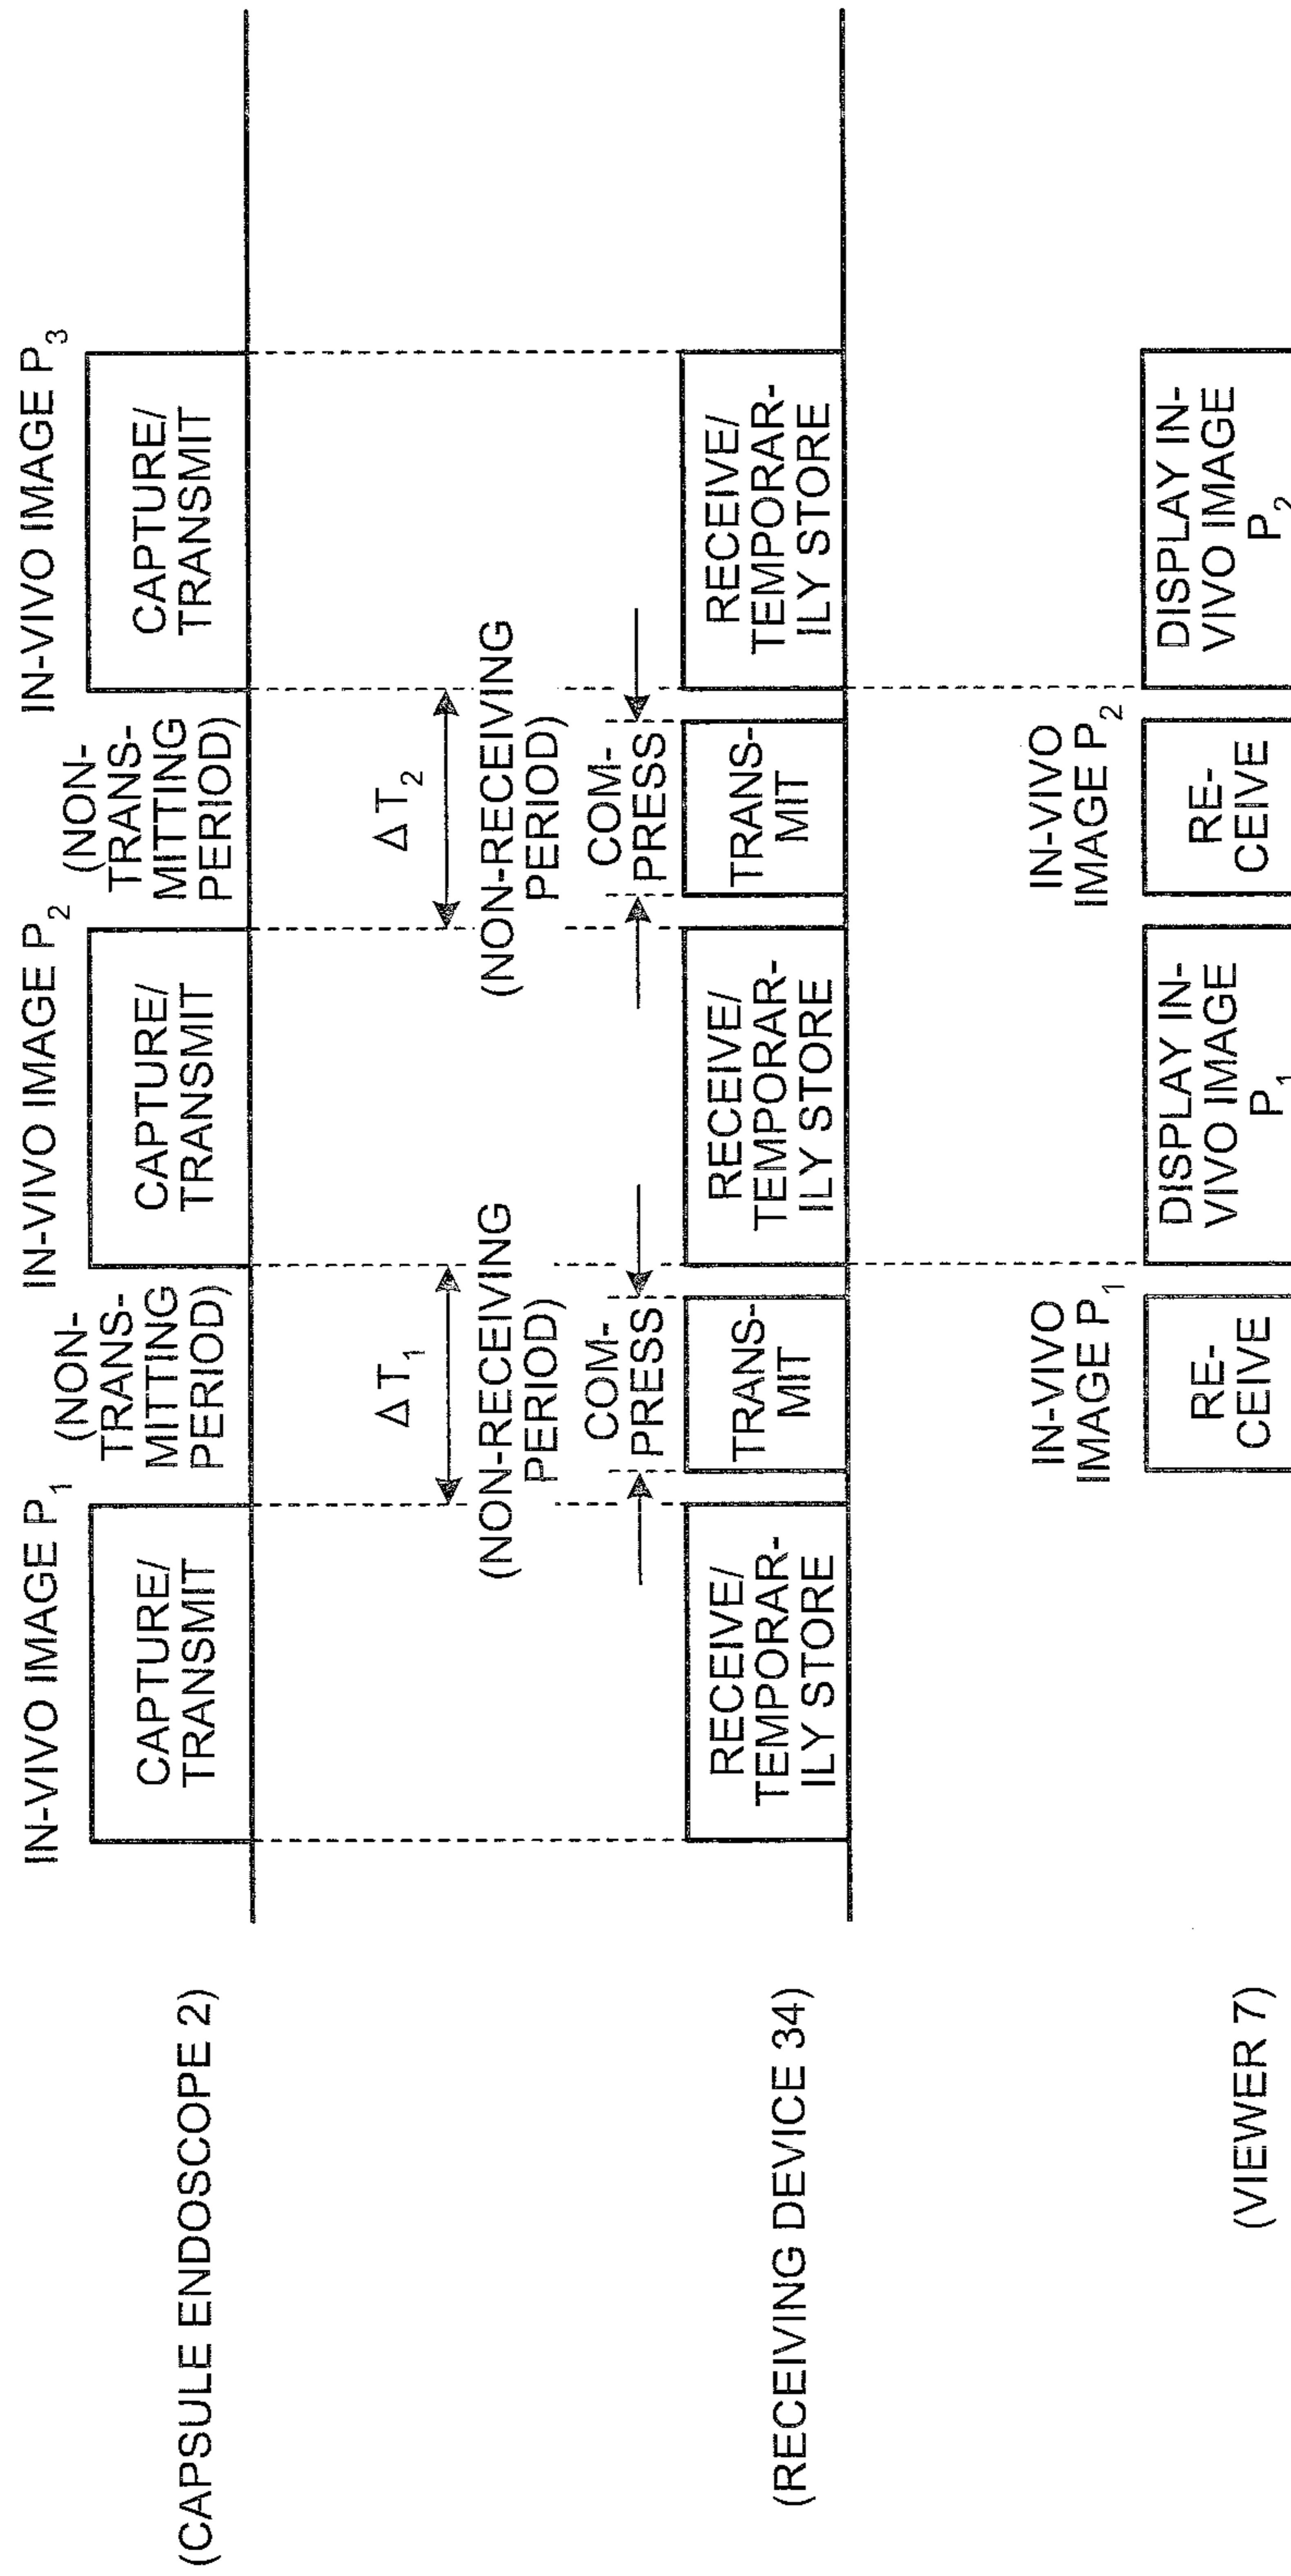 IN-VIVO IMAGE P1
(NON-
TRANS-
MITTING
PERIOD)
IN-VIVO IMAGE P2
(NON-
TRANS-
MITTING
PERIOD)
IN-VIVO IMAGE P3
(CAPSULE ENDOSCOPE 2)
CAPTURE/
TRANSMIT
CAPTURE/
TRANSMIT
CAPTURE/
TRANSMIT
ΔT1
(NON-RECEIVING
PERIOD)
ΔT2
(NON-RECEIVING
PERIOD)
COM-
PRESS
COM-
PRESS
(RECEIVING DEVICE 34)
RECEIVE/
TEMPORAR-
ILY STORE
TRANS-
MIT
RECEIVE/
TEMPORAR-
ILY STORE
TRANS-
MIT
RECEIVE/
TEMPORAR-
ILY STORE
IN-VIVO
IMAGE P1
IN-VIVO
IMAGE P2
(VIEWER 7)
RE-
CEIVE
DISPLAY IN-
VIVO IMAGE
P1
RE-
CEIVE
DISPLAY IN-
VIVO IMAGE
P2